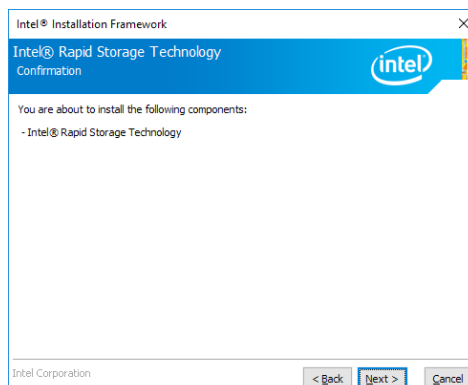 Intel® Installation Framework
Intel® Rapid Storage Technology
Confirmation
intel
You are about to install the following components:
- Intel® Rapid Storage Technology
Intel Corporation
< Back
Next >
Cancel